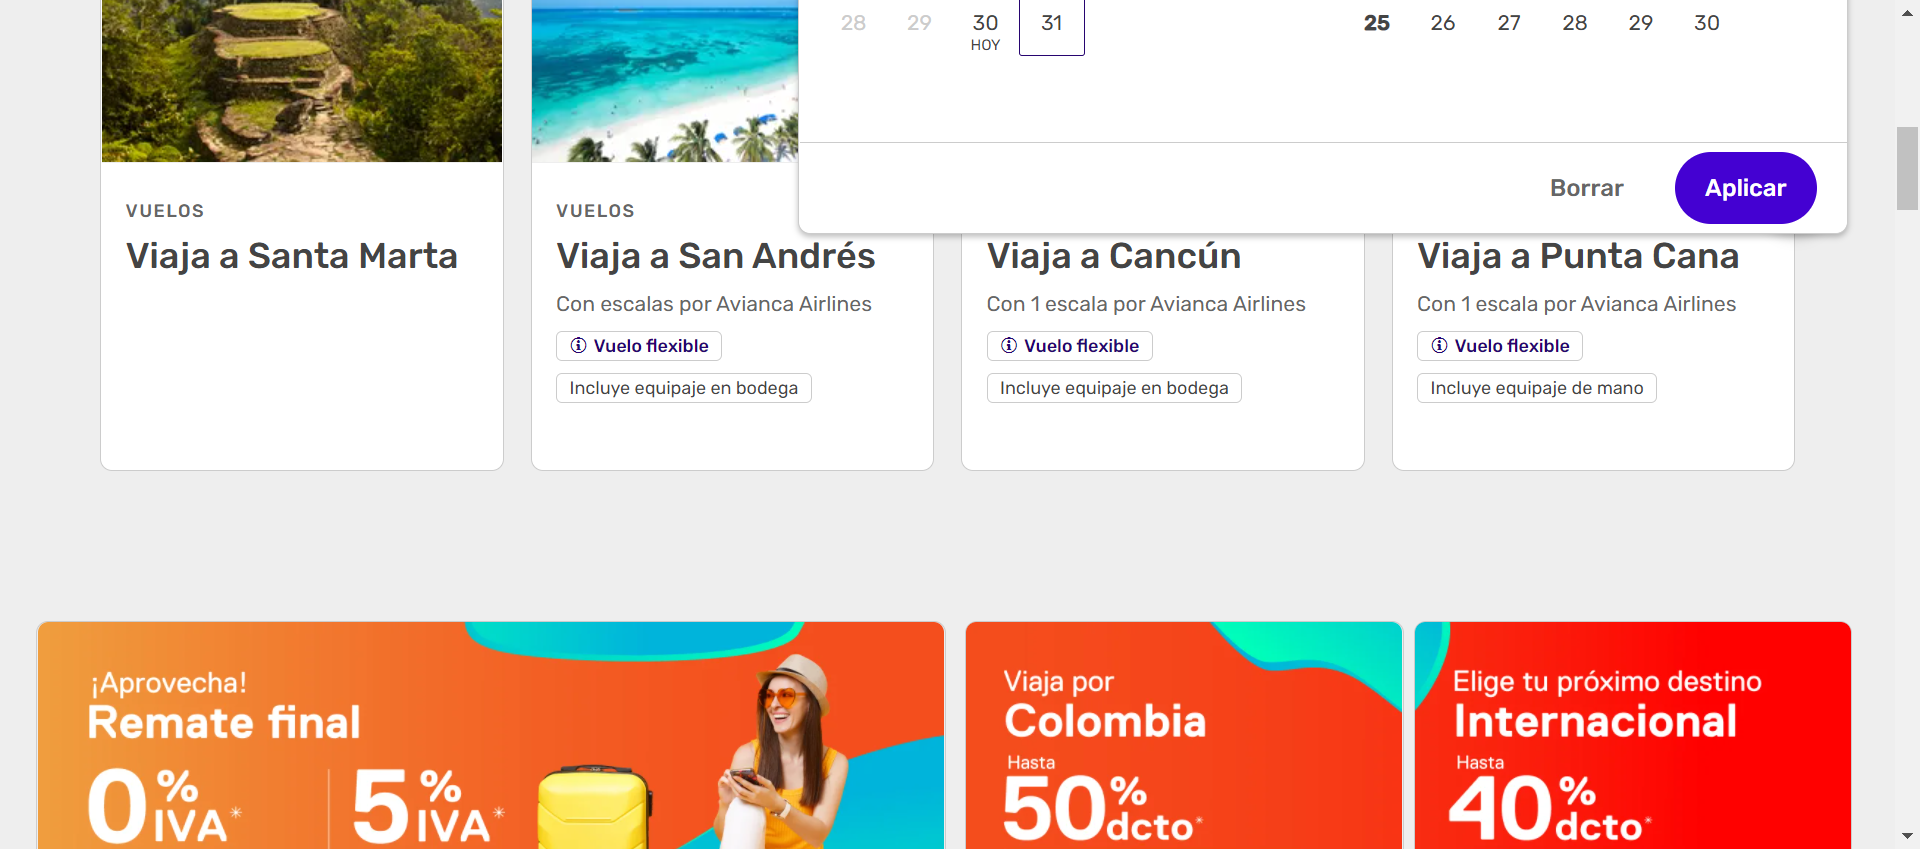 28 29 30 31 25 26 27 28 29 30
HOY
Borrar Aplicar
VUELOS
Viaja a Santa Marta
VUELOS
Viaja a San Andrés
Con escalas por Avianca Airlines
Vuelo flexible
Incluye equipaje en bodega
Viaja a Cancún
Con 1 escala por Avianca Airlines
Vuelo flexible
Incluye equipaje en bodega
Viaja a Punta Cana
Con 1 escala por Avianca Airlines
Vuelo flexible
Incluye equipaje de mano
¡Aprovecha!
Remate final
0% IVA* 5% IVA*
Viaja por
Colombia
Hasta
50% dcto*
Elige tu próximo destino
Internacional
Hasta
40% dcto*